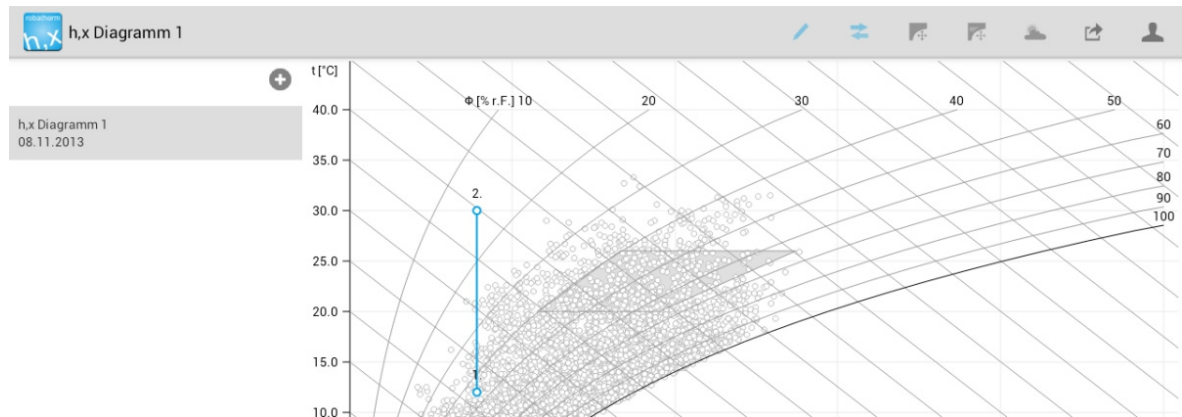 robatherm
h,x
h,x Diagramm 1
h,x Diagramm 1
08.11.2013
t [°C]
Φ [% r.F.] 10 20 30 40 50
60
70
80
90
100
40.0
35.0
30.0
25.0
20.0
15.0
10.0
2.
1.